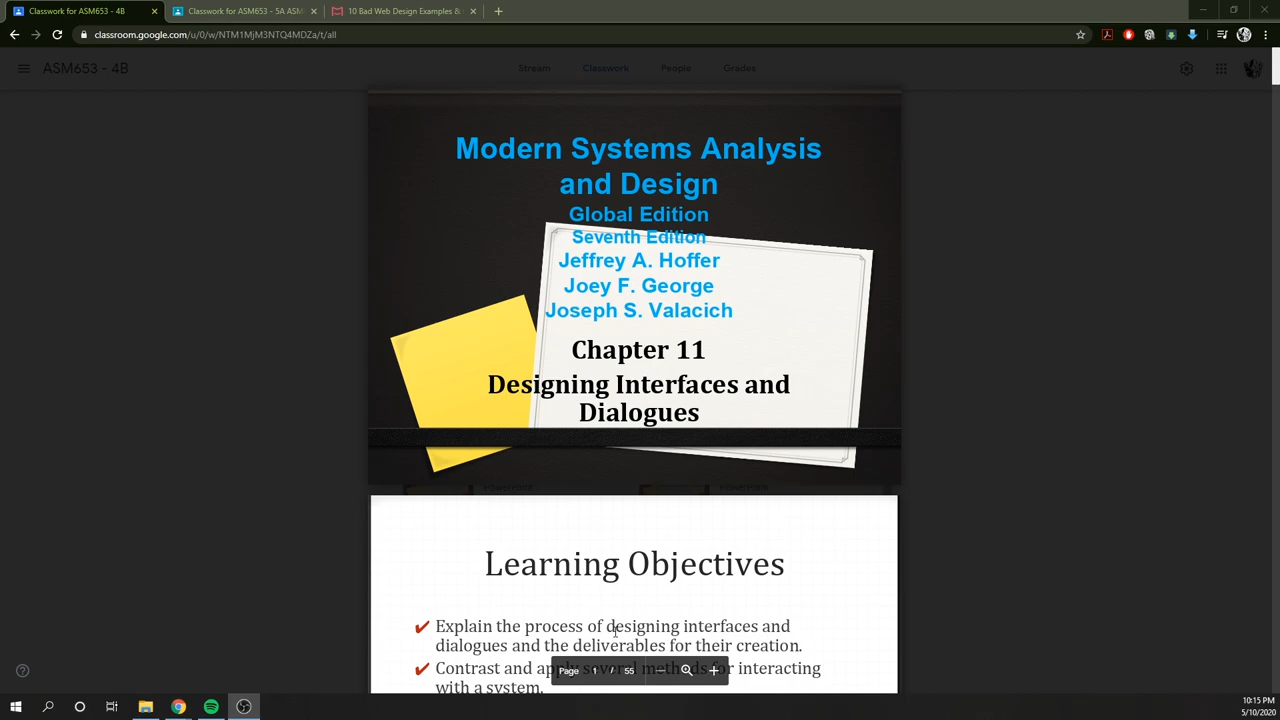 Classwork for ASM653 - 4B
Classwork for ASM653 - 5A ASM
10 Bad Web Design Examples &
classroom.google.com/u/0/w/NTM1MjM3NTQ4MDZa/t/all
ASM653 - 4B
Stream
Classwork
People
Grades
Modern Systems Analysis
and Design
Global Edition
Seventh Edition
Jeffrey A. Hoffer
Joey F. George
Joseph S. Valacich
Chapter 11
Designing Interfaces and
Dialogues
Learning Objectives
✔ Explain the process of designing interfaces and
dialogues and the deliverables for their creation.
✔ Contrast and apply several methods for interacting
with a system.
Page 1 / 55
10:15 PM
5/10/2020